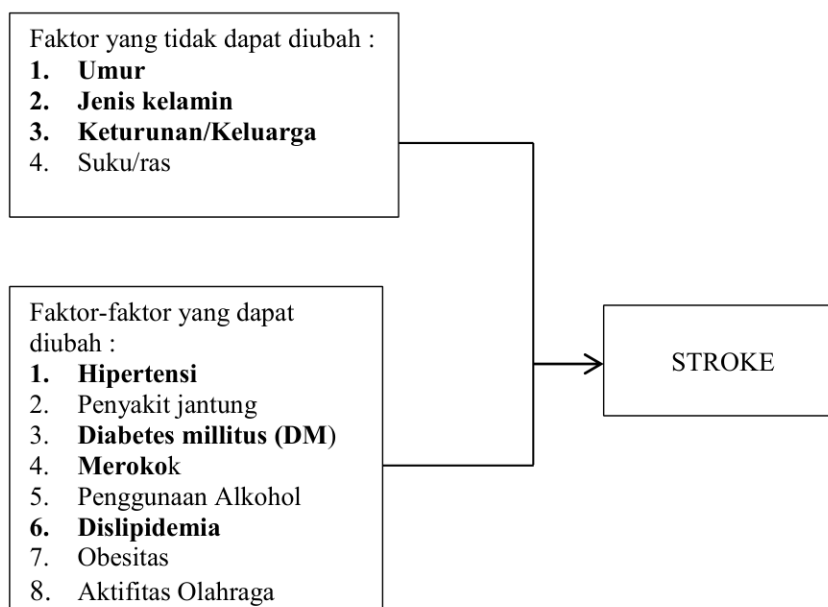 Faktor yang tidak dapat diubah :
1. Umur
2. Jenis kelamin
3. Keturunan/Keluarga
4. Suku/ras
Faktor-faktor yang dapat
diubah :
1. Hipertensi
2. Penyakit jantung
3. Diabetes millitus (DM)
4. Merokok
5. Penggunaan Alkohol
6. Dislipidemia
7. Obesitas
8. Aktifitas Olahraga
STROKE